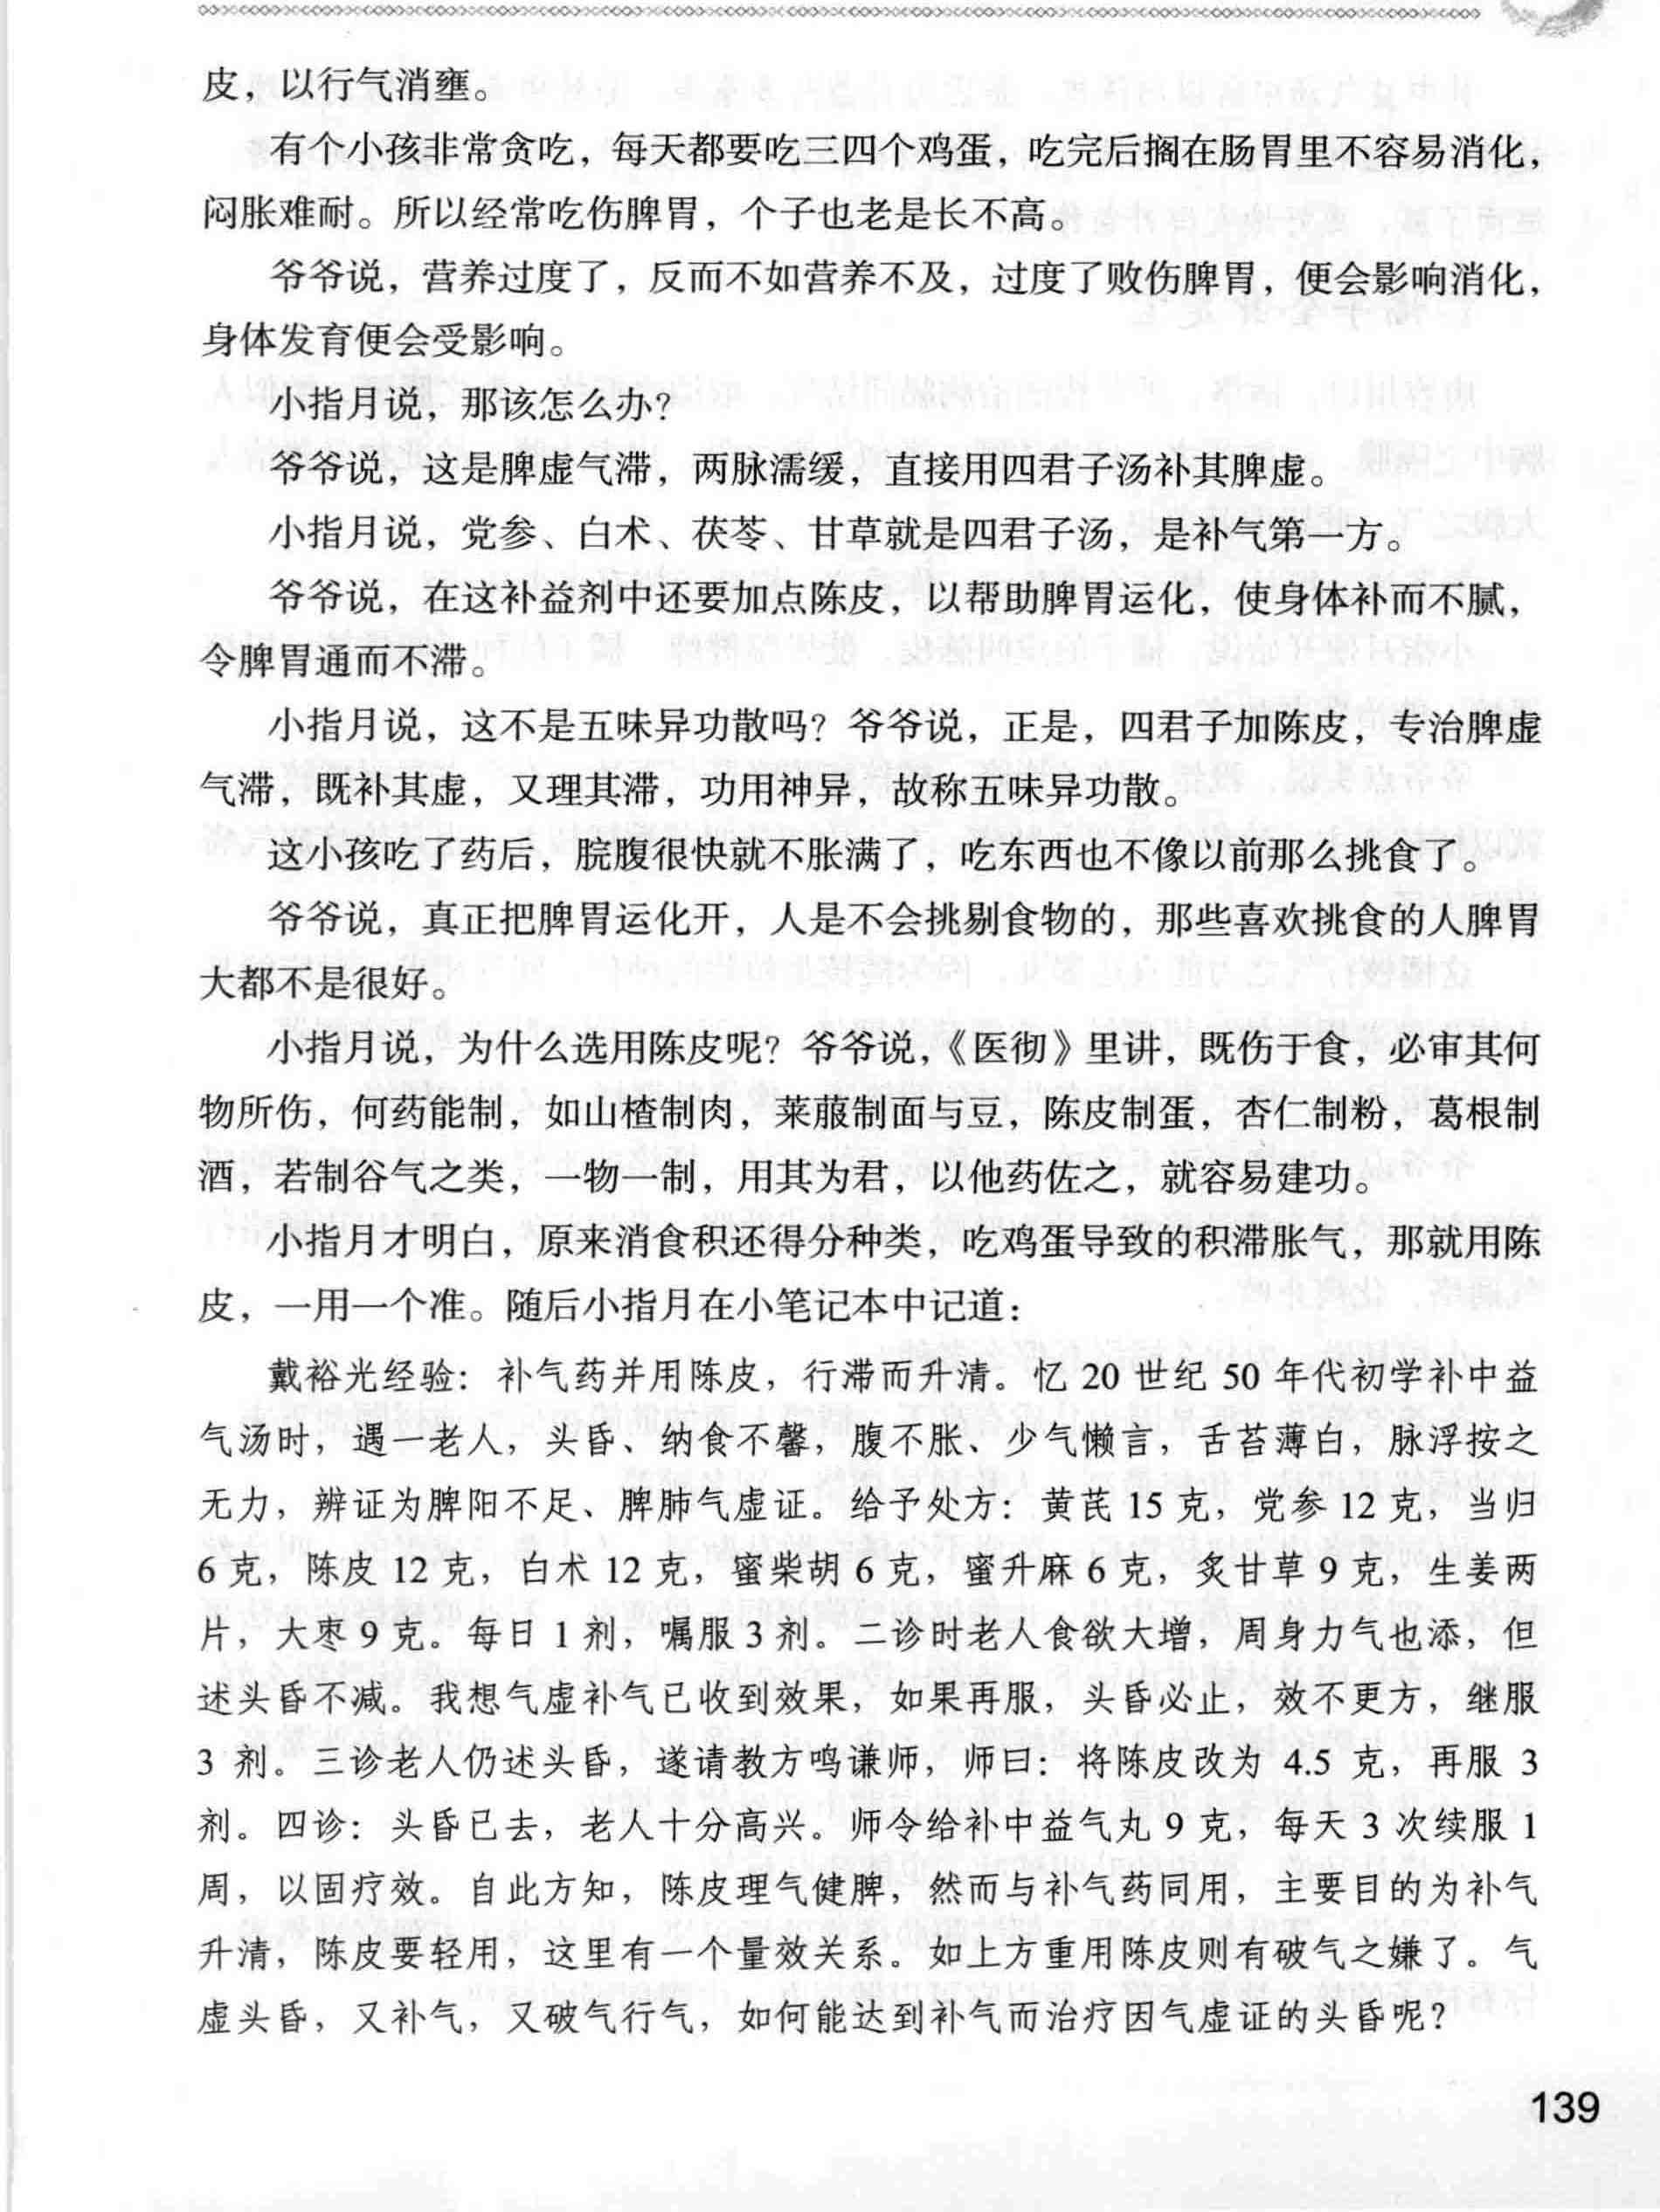 皮，以行气消壅。
有个小孩非常贪吃，每天都要吃三四个鸡蛋，吃完后搁在肠胃里不容易消化，
闷胀难耐。所以经常吃伤脾胃，个子也老是长不高。
爷爷说，营养过度了，反而不如营养不及，过度了败伤脾胃，便会影响消化，
身体发育便会受影响。
小指月说，那该怎么办？
爷爷说，这是脾虚气滞，两脉濡缓，直接用四君子汤补其脾虚。
小指月说，党参、白术、茯苓、甘草就是四君子汤，是补气第一方。
爷爷说，在这补益剂中还要加点陈皮，以帮助脾胃运化，使身体补而不腻，
令脾胃通而不滞。
小指月说，这不是五味异功散吗？爷爷说，正是，四君子加陈皮，专治脾虚
气滞，既补其虚，又理其滞，功用神异，故称五味异功散。
这小孩吃了药后，脘腹很快就不胀满了，吃东西也不像以前那么挑食了。
爷爷说，真正把脾胃运化开，人是不会挑剔食物的，那些喜欢挑食的人脾胃
大都不是很好。
小指月说，为什么选用陈皮呢？爷爷说，《医彻》里讲，既伤于食，必审其何
物所伤，何药能制，如山楂制肉，莱菔制面与豆，陈皮制蛋，杏仁制粉，葛根制
酒，若制谷气之类，一物一制，用其为君，以他药佐之，就容易建功。
小指月才明白，原来消食积还得分种类，吃鸡蛋导致的积滞胀气，那就用陈
皮，一用一个准。随后小指月在小笔记本中记道：
戴裕光经验：补气药并用陈皮，行滞而升清。忆 20 世纪 50 年代初学补中益
气汤时，遇一老人，头昏、纳食不馨，腹不胀、少气懒言，舌苔薄白，脉浮按之
无力，辨证为脾阳不足、脾肺气虚证。给予处方：黄芪 15 克，党参 12 克，当归
6 克，陈皮 12 克，白术 12 克，蜜柴胡 6 克，蜜升麻 6 克，炙甘草 9 克，生姜两
片，大枣 9 克。每日 1 剂，嘱服 3 剂。二诊时老人食欲大增，周身力气也添，但
述头昏不减。我想气虚补气已收到效果，如果再服，头昏必止，效不更方，继服
3 剂。三诊老人仍述头昏，遂请教方鸣谦师，师曰：将陈皮改为 4.5 克，再服 3
剂。四诊：头昏已去，老人十分高兴。师令给补中益气丸 9 克，每天 3 次续服 1
周，以固疗效。自此方知，陈皮理气健脾，然而与补气药同用，主要目的为补气
升清，陈皮要轻用，这里有一个量效关系。如上方重用陈皮则有破气之嫌了。气
虚头昏，又补气，又破气行气，如何能达到补气而治疗因气虚证的头昏呢？
139